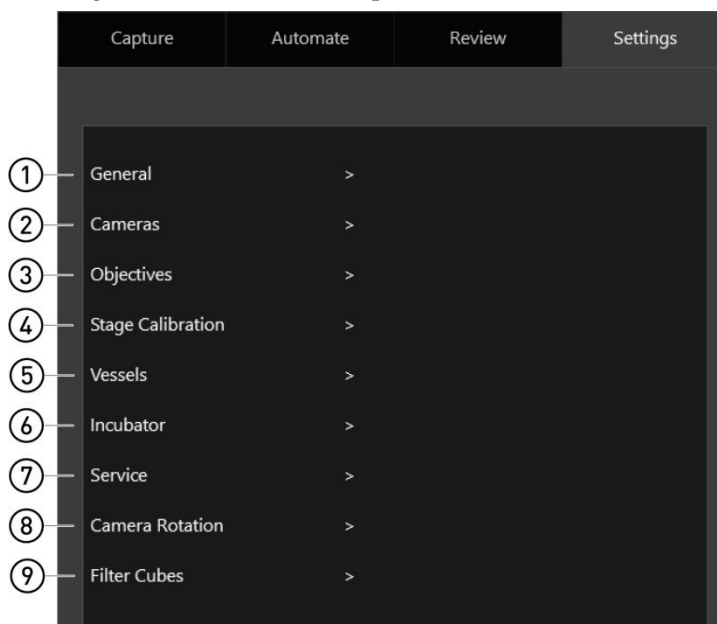 Capture Automate Review Settings
① General >
② Cameras >
③ Objectives >
④ Stage Calibration >
⑤ Vessels >
⑥ Incubator >
⑦ Service >
⑧ Camera Rotation >
⑨ Filter Cubes >